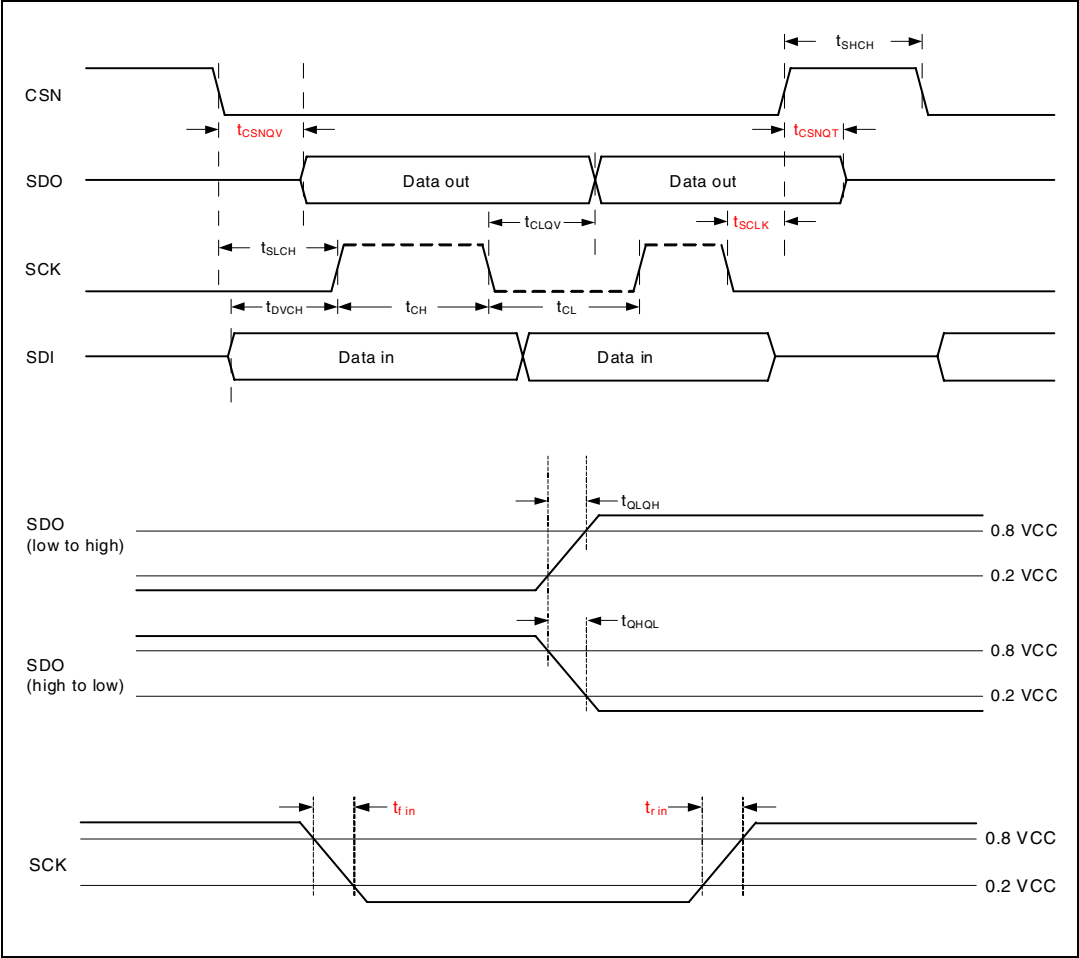 tSHCH
CSN
tCSNQV
tCSNQT
SDO
Data out
Data out
tCLQV
tSCLK
tSLCH
SCK
tDVCH
tCH
tCL
SDI
Data in
Data in
tQLQH
SDO
(low to high)
0.8 VCC
0.2 VCC
tQHQL
0.8 VCC
SDO
(high to low)
0.2 VCC
tf in
tr in
0.8 VCC
SCK
0.2 VCC